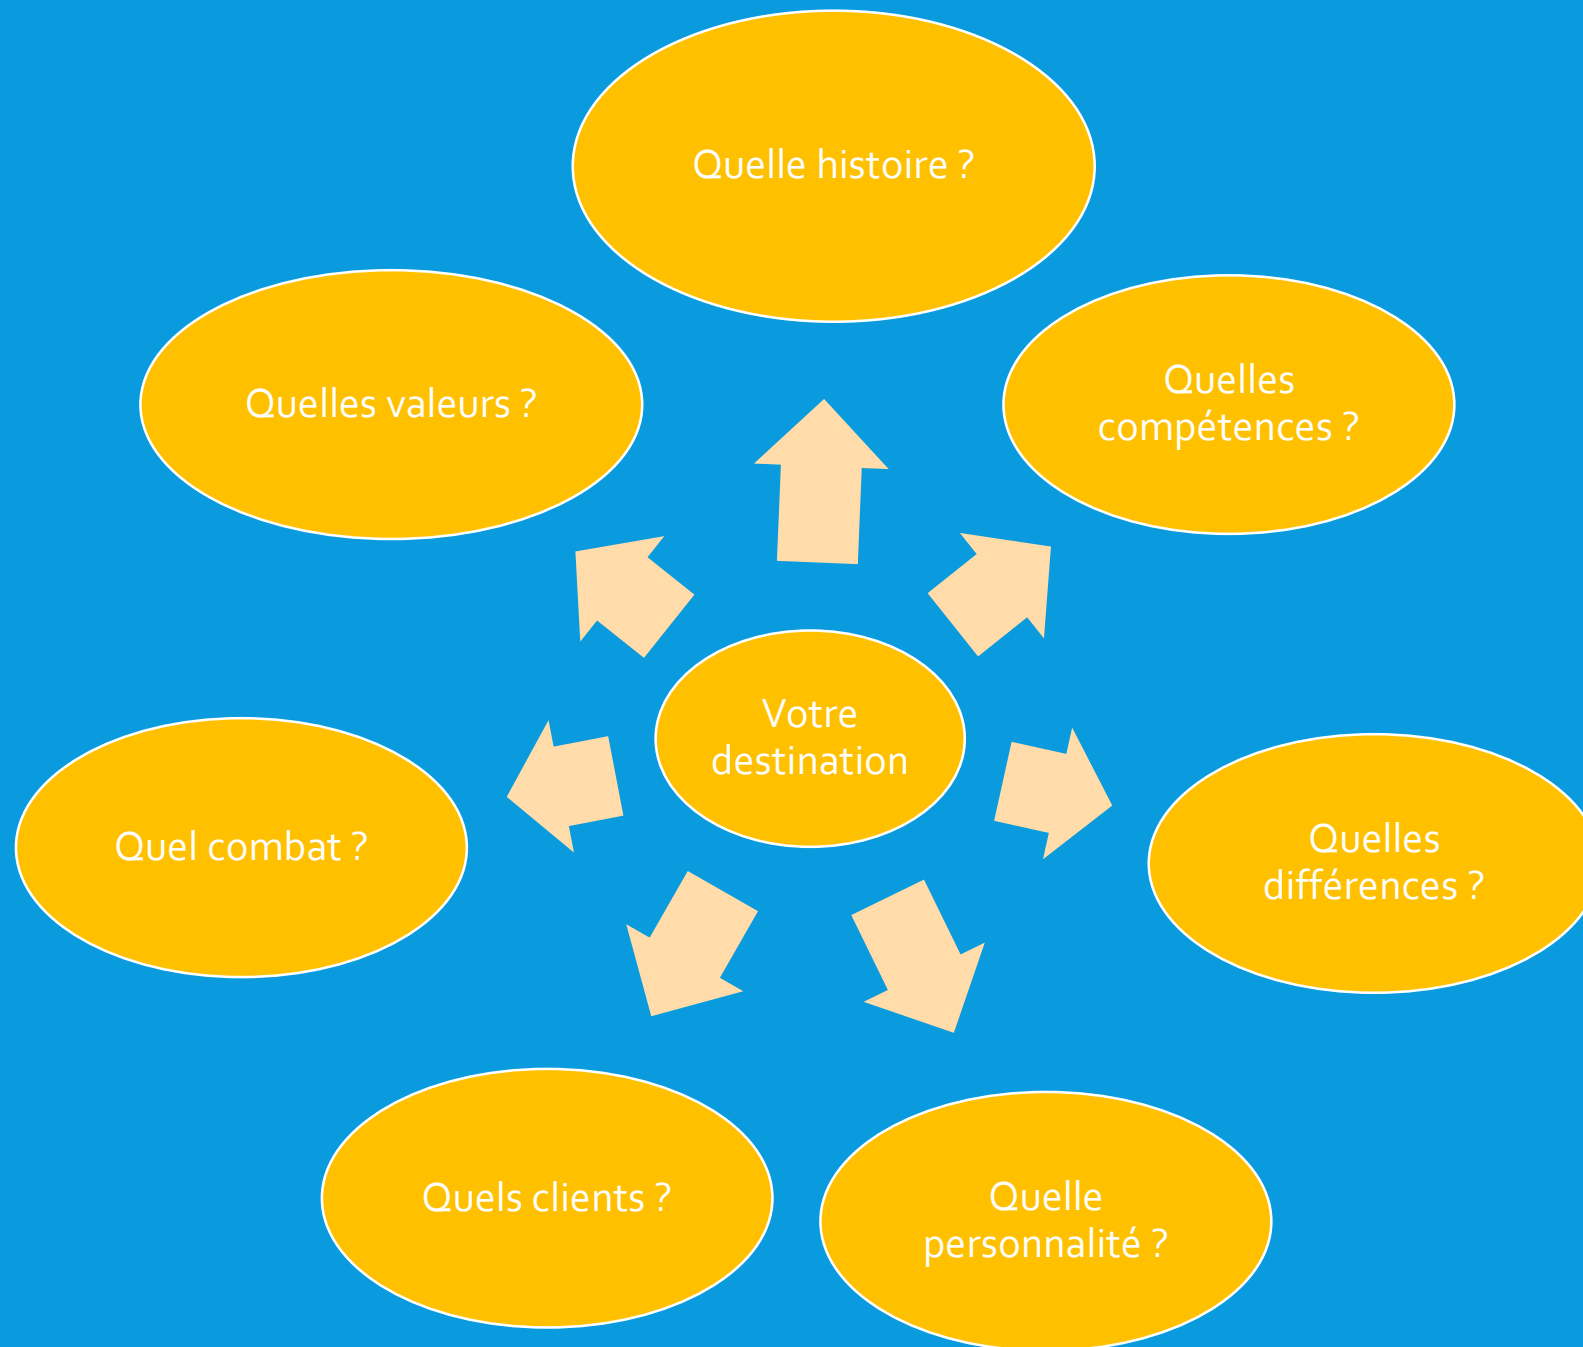 Quelle histoire ?
Quelles
compétences ?
Quelles valeurs ?
Votre
destination
Quelles
différences ?
Quel combat ?
Quels clients ?
Quelle
personnalité ?